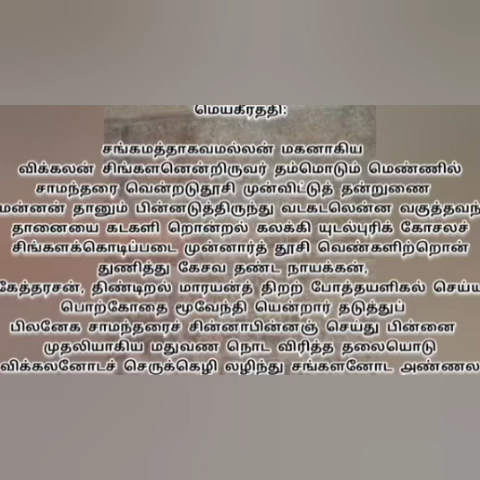 மெய்கீர்த்தி:
சங்கமத்தாகவமல்லன் மகனாகிய
விக்கலன் சிங்களனென்றிருவர் தம்மொடும் மெண்ணில்
சாமந்தரை வென்றடுதூசி முன்விட்டுத் தன்றுணை
மன்னன் தானும் பின்னடுத்திருந்து வடகடலென்ன வகுத்தவந்
தானையை கடகளி றொன்றல் கலக்கி யுடல்புரிக் கோசலச்
சிங்களக்கொடிப்படை முன்னார்த் தூசி வெண்களிற்றொன்
துணித்து கேசவ தண்ட நாயக்கன்,
கேத்தரசன், திண்டிறல் மாரயன்த் திறற் போத்தயளிகல் செய்ய
பொற்கோதை மூவேந்தி யென்றார் தடுத்துப்
பிலனேக சாமந்தரைச் சின்னாபின்னஞ் செய்து பின்னை
முதலியாகிய மதுவண நொட விரித்த தலையொடு
விக்கலனோடச் செருக்கெழி லழிந்து சங்களனோட அண்ணல